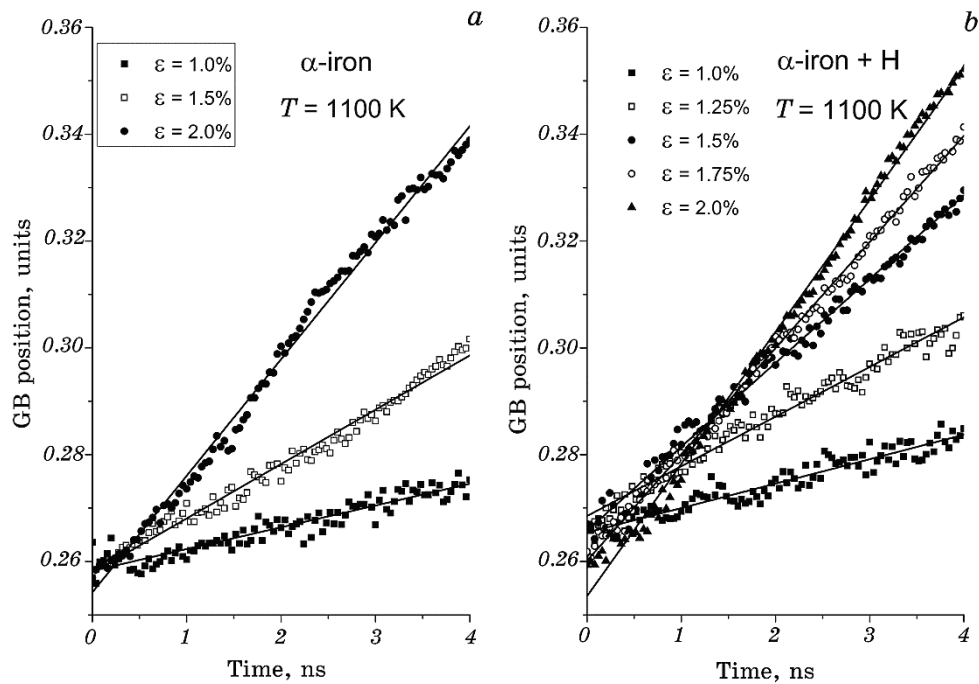 a
0.36
0.34
0.32
0.30
0.28
0.26
GB position, units
ε = 1.0%
ε = 1.5%
ε = 2.0%
α-iron
T = 1100 K
0 1 2 3 4
Time, ns
b
0.36
0.34
0.32
0.30
0.28
0.26
GB position, units
ε = 1.0%
ε = 1.25%
ε = 1.5%
ε = 1.75%
ε = 2.0%
α-iron + H
T = 1100 K
0 1 2 3 4
Time, ns